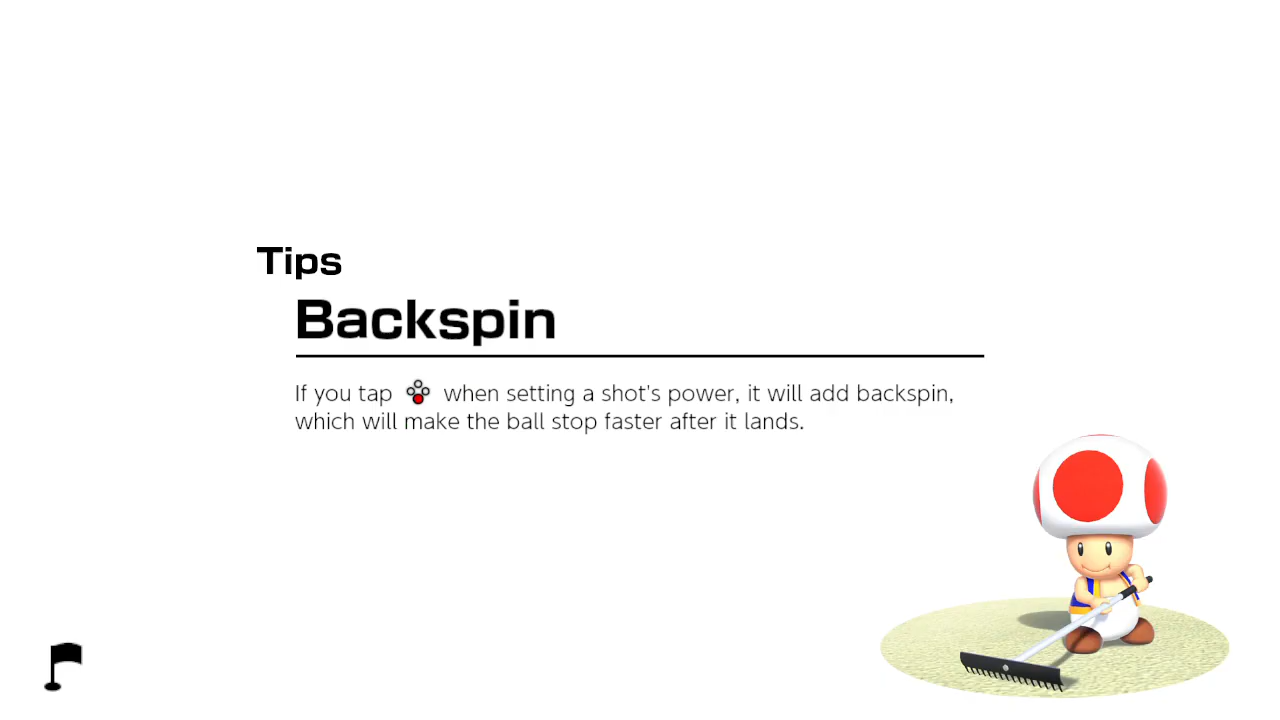 Tips
Backspin
If you tap when setting a shot's power, it will add backspin,
which will make the ball stop faster after it lands.